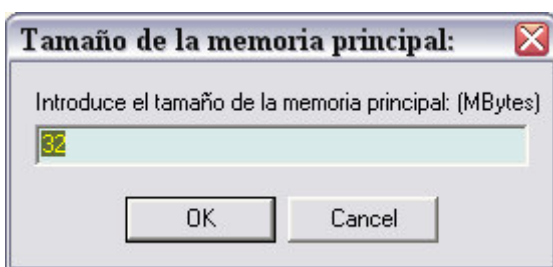 Tamaño de la memoria principal:
Introduce el tamaño de la memoria principal: (MBytes)
32
OK Cancel